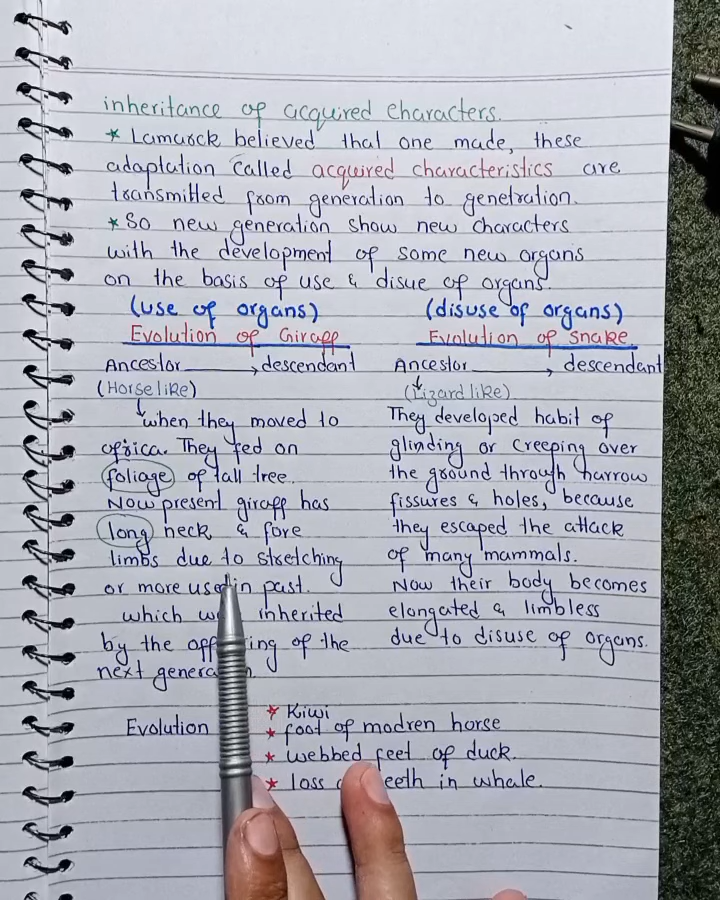 inheritance of acquired characters.
* Lamarck believed that one made, these
adaptation called acquired characteristics are
transmitted from generation to genetration.
* So new generation show new characters
with the development of some new organs
on the basis of use & disue of organs.
(use of organs)
Evolution of Giraff
Ancestor → descendant
(Horse like)
when they moved to
africa. They fed on
foliage of tall tree.
Now present giraff has
long neck & fore
limbs due to stretching
or more used in past.
which inherited
by the of the
next
(disuse of organs)
Evolution of snake
Ancestor → descendant
(Lizard like)
They developed habit of
glinding or creeping over
the ground through narrow
fissures & holes, because
they escaped the attack
of many mammals.
Now their body becomes
elongated & limbless
due to disuse of organs.
Evolution
* Kiwi
* foot of modren horse
* webbed feet of duck.
* loss teeth in whale.